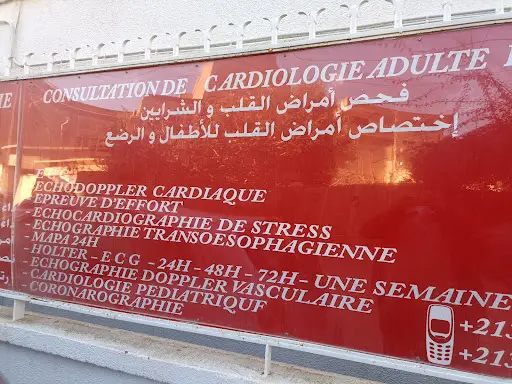 CONSULTATION DE CARDIOLOGIE ADULTE
فحص أمراض القلب و الشرايين
إختصاص أمراض القلب للأطفال و الرضع
ECHODOPPLER CARDIAQUE
EPREUVE D'EFFORT
- ECHOCARDIOGRAPHIE DE STRESS
- ECHOGRAPHIE TRANSOESOPHAGIENNE
- MAPA 24H
- HOLTER - E C G - 24H - 48H - 72H - UNE SEMAINE
- ECHOGRAPHIE DOPPLER VASCULAIRE
- CARDIOLOGIE PEDIATRIQUE
- CORONAROGRAPHIE
+213
+213